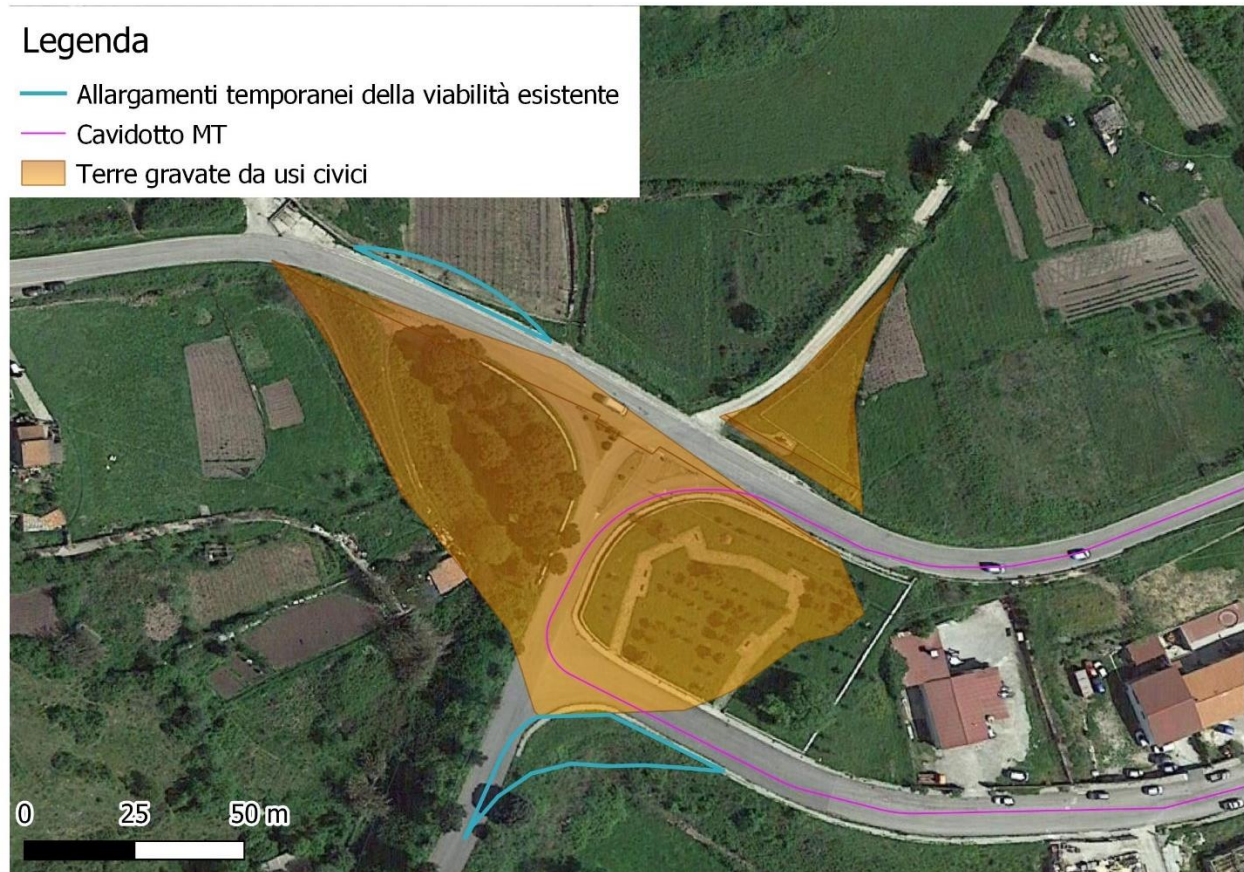 Legenda
Allargamenti temporanei della viabilità esistente
Cavidotto MT
Terre gravate da usi civici
0 25 50 m